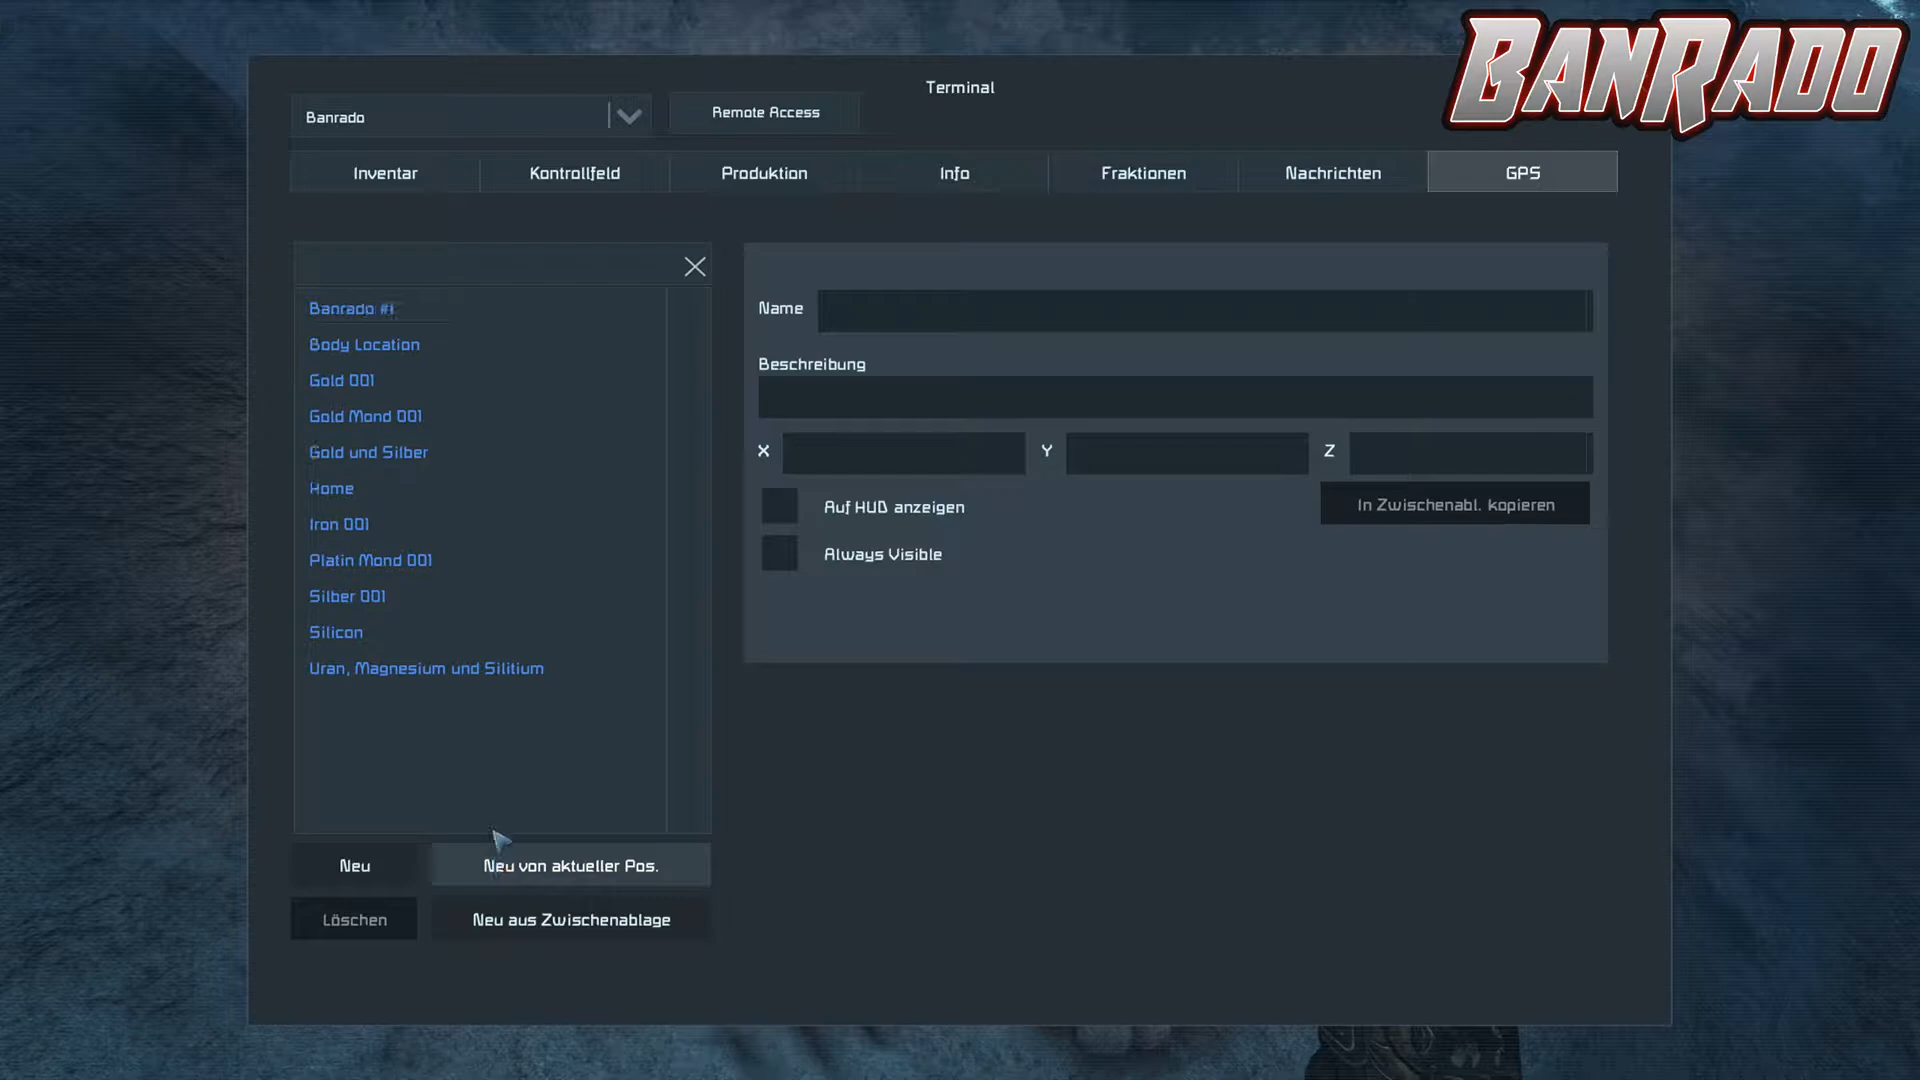 BANRADO
Terminal
Banrado
Remote Access
Inventar
Kontrollfeld
Produktion
Info
Fraktionen
Nachrichten
GPS
Banrado #1
Body Location
Gold 001
Gold Mond 001
Gold und Silber
Home
Iron 001
Platin Mond 001
Silber 001
Silicon
Uran, Magnesium und Silitium
Neu
Neu von aktueller Pos.
Löschen
Neu aus Zwischenablage
Name
Beschreibung
X
Y
Z
Auf HUD anzeigen
In Zwischenabl. kopieren
Always Visible